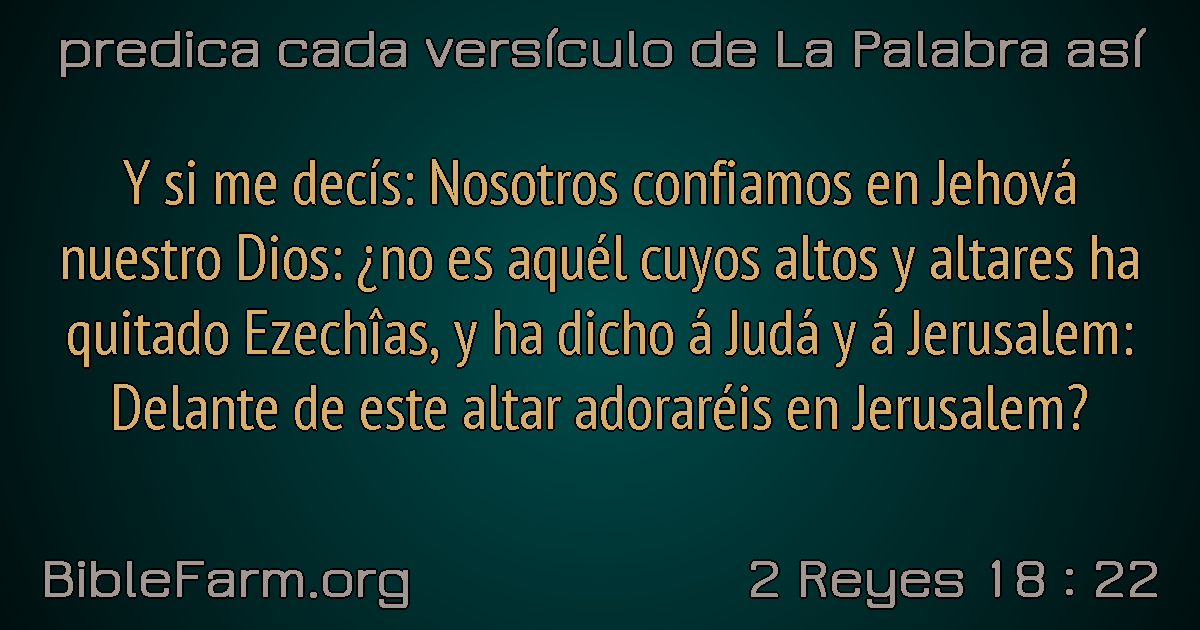 predica cada versículo de La Palabra así
Y si me decís: Nosotros confiamos en Jehová
nuestro Dios: ¿no es aquél cuyos altos y altares ha
quitado Ezechîas, y ha dicho á Judá y á Jerusalem:
Delante de este altar adoraréis en Jerusalem?
BibleFarm.org
2 Reyes 18 : 22